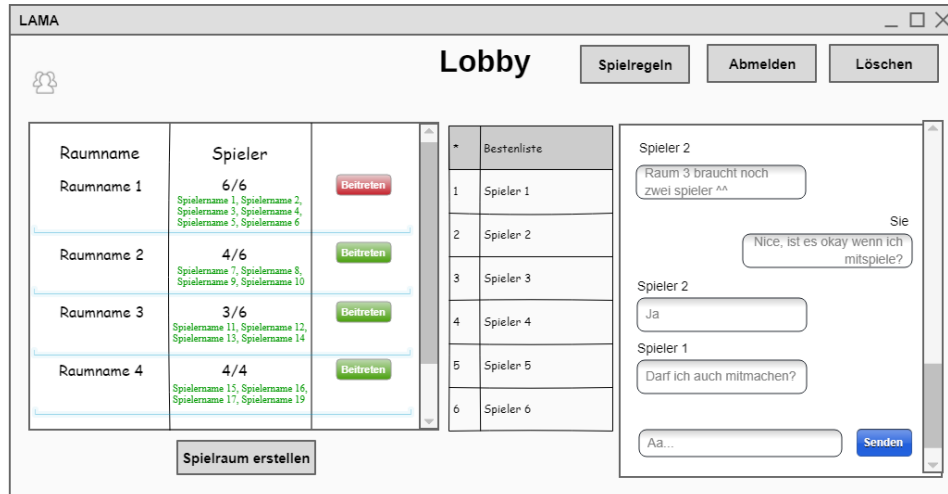 LAMA
Lobby
Spielregeln
Abmelden
Löschen
Raumname
Spieler
Raumname 1
6/6
Spielername 1, Spielername 2,
Spielername 3, Spielername 4,
Spielername 5, Spielername 6
Beitreten
Raumname 2
4/6
Spielername 7, Spielername 8,
Spielername 9, Spielername 10
Beitreten
Raumname 3
3/6
Spielername 11, Spielername 12,
Spielername 13, Spielername 14
Beitreten
Raumname 4
4/4
Spielername 15, Spielername 16,
Spielername 17, Spielername 19
Beitreten
Spielraum erstellen
* Bestenliste
1 Spieler 1
2 Spieler 2
3 Spieler 3
4 Spieler 4
5 Spieler 5
6 Spieler 6
Spieler 2
Raum 3 braucht noch
zwei spieler ^^
Sie
Nice, ist es okay wenn ich
mitspiele?
Spieler 2
Ja
Spieler 1
Darf ich auch mitmachen?
Aa...
Senden